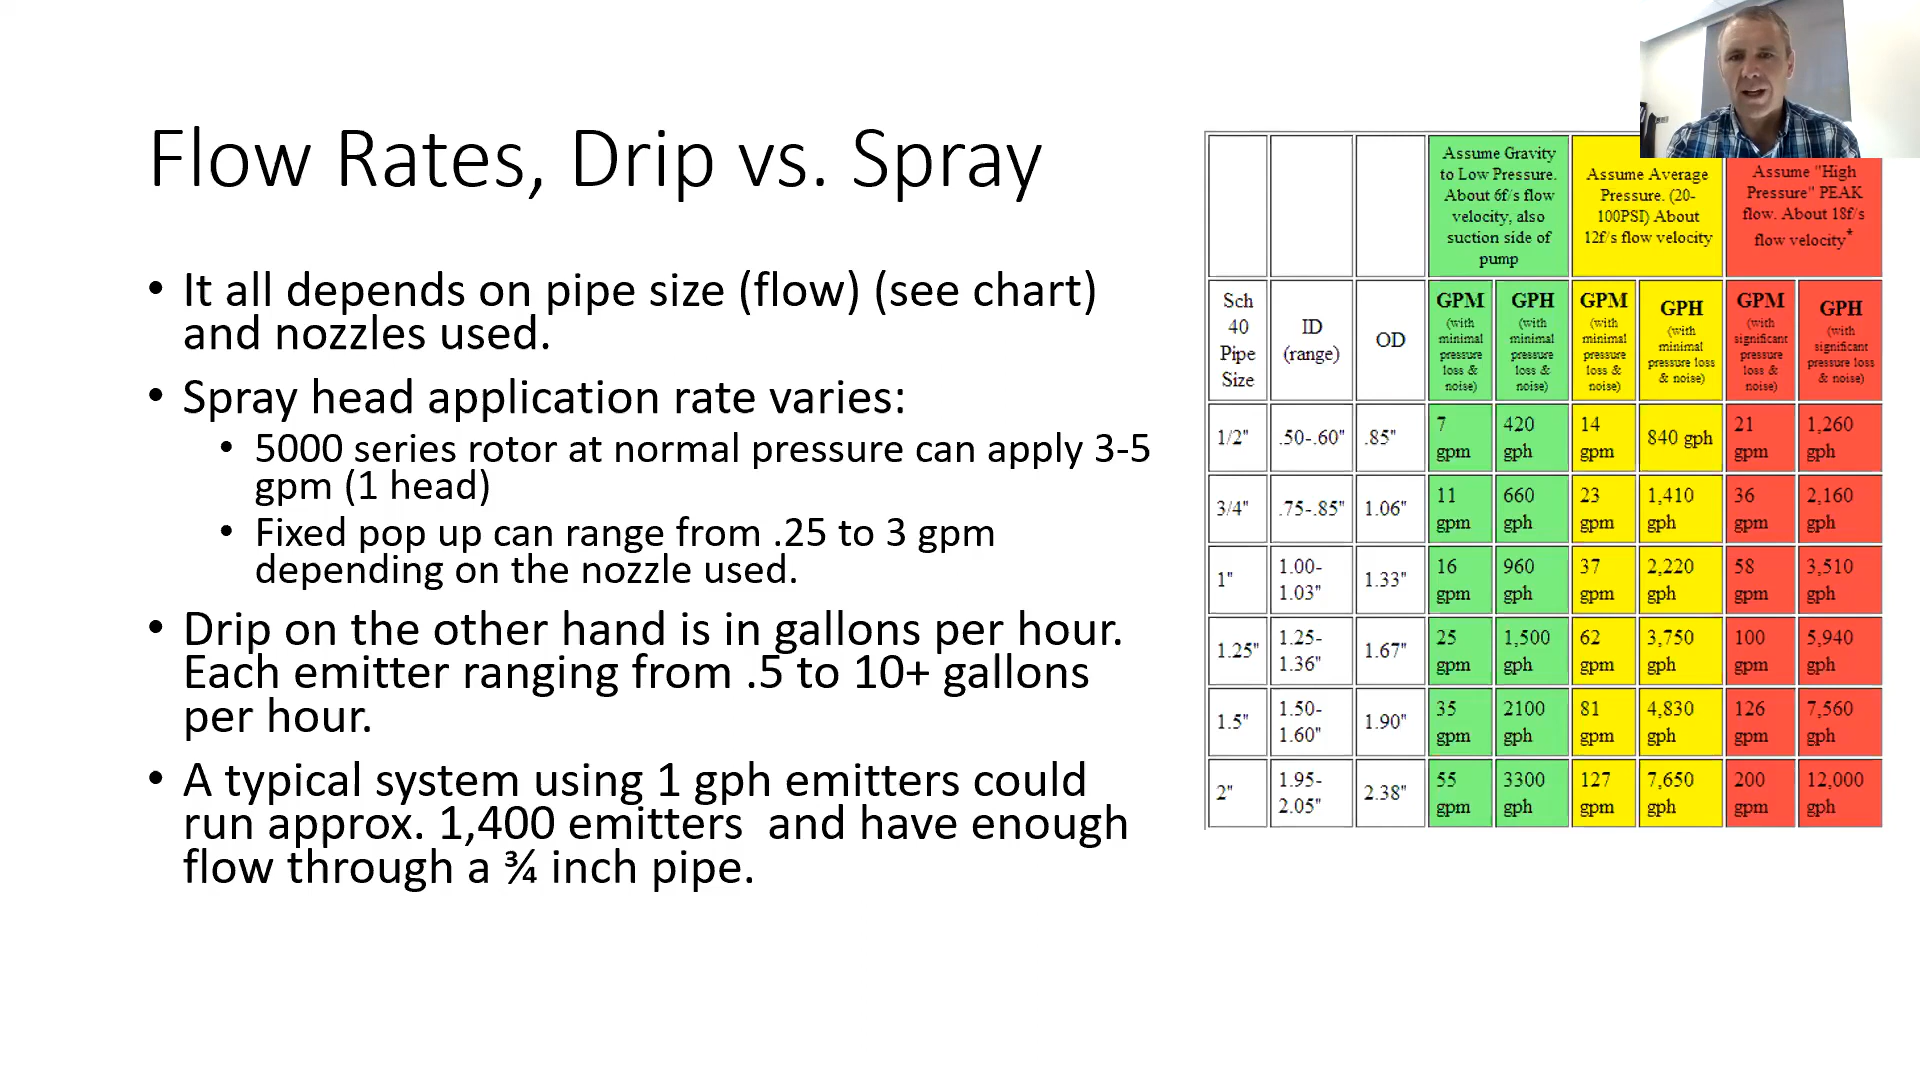 Flow Rates, Drip vs. Spray
• It all depends on pipe size (flow) (see chart)
and nozzles used.
• Spray head application rate varies:
• 5000 series rotor at normal pressure can apply 3-5
gpm (1 head)
• Fixed pop up can range from .25 to 3 gpm
depending on the nozzle used.
• Drip on the other hand is in gallons per hour.
Each emitter ranging from .5 to 10+ gallons
per hour.
• A typical system using 1 gph emitters could
run approx. 1,400 emitters and have enough
flow through a ¾ inch pipe.
Assume Gravity
to Low Pressure.
About 6f/s flow
velocity, also
suction side of
pump
Assume Average
Pressure. (20-
100PSI) About
12f/s flow velocity
Assume "High
Pressure" PEAK
flow. About 18f/s
flow velocity*
Sch
40
Pipe
Size
ID
(range)
OD
GPM
(with
minimal
pressure
loss &
noise)
GPH
(with
minimal
pressure
loss &
noise)
GPM
(with
minimal
pressure
loss &
noise)
GPH
(with
minimal
pressure loss
& noise)
GPM
(with
significant
pressure
loss &
noise)
GPH
(with
significant
pressure loss
& noise)
1/2"
.50-.60"
.85"
7
gpm
420
gph
14
gpm
840 gph
21
gpm
1,260
gph
3/4"
.75-.85"
1.06"
11
gpm
660
gph
23
gpm
1,410
gph
36
gpm
2,160
gph
1"
1.00-
1.03"
1.33"
16
gpm
960
gph
37
gpm
2,220
gph
58
gpm
3,510
gph
1.25"
1.25-
1.36"
1.67"
25
gpm
1,500
gph
62
gpm
3,750
gph
100
gpm
5,940
gph
1.5"
1.50-
1.60"
1.90"
35
gpm
2100
gph
81
gpm
4,830
gph
126
gpm
7,560
gph
2"
1.95-
2.05"
2.38"
55
gpm
3300
gph
127
gpm
7,650
gph
200
gpm
12,000
gph